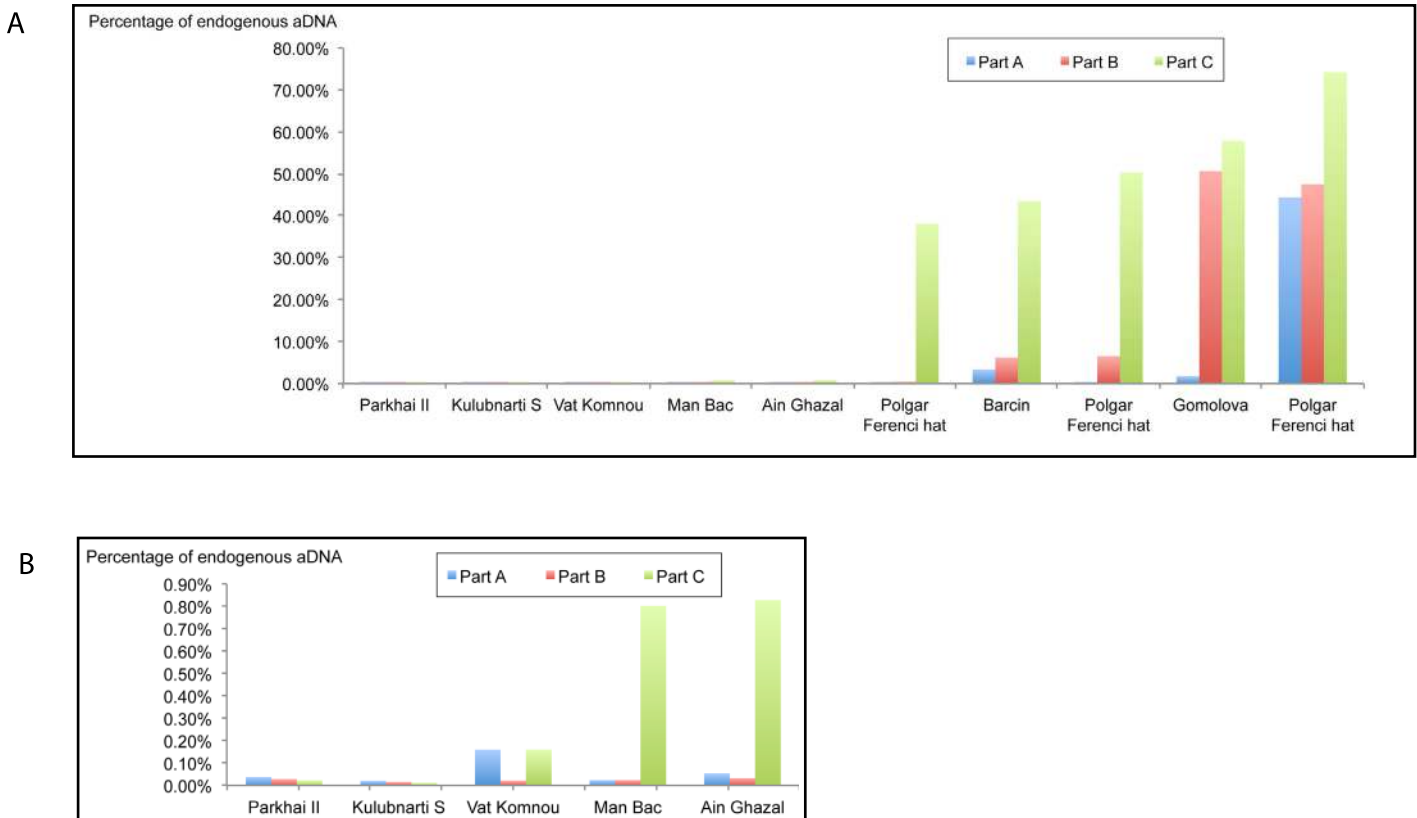 A
Percentage of endogenous aDNA
Part A Part B Part C
80.00%
70.00%
60.00%
50.00%
40.00%
30.00%
20.00%
10.00%
0.00%
Parkhai II Kulubnarti S Vat Komnou Man Bac Ain Ghazal Polgar Barcin Polgar Gomolova Polgar
Ferenci hat Ferenci hat Ferenci hat
B
Percentage of endogenous aDNA
Part A Part B Part C
0.90%
0.80%
0.70%
0.60%
0.50%
0.40%
0.30%
0.20%
0.10%
0.00%
Parkhai II Kulubnarti S Vat Komnou Man Bac Ain Ghazal